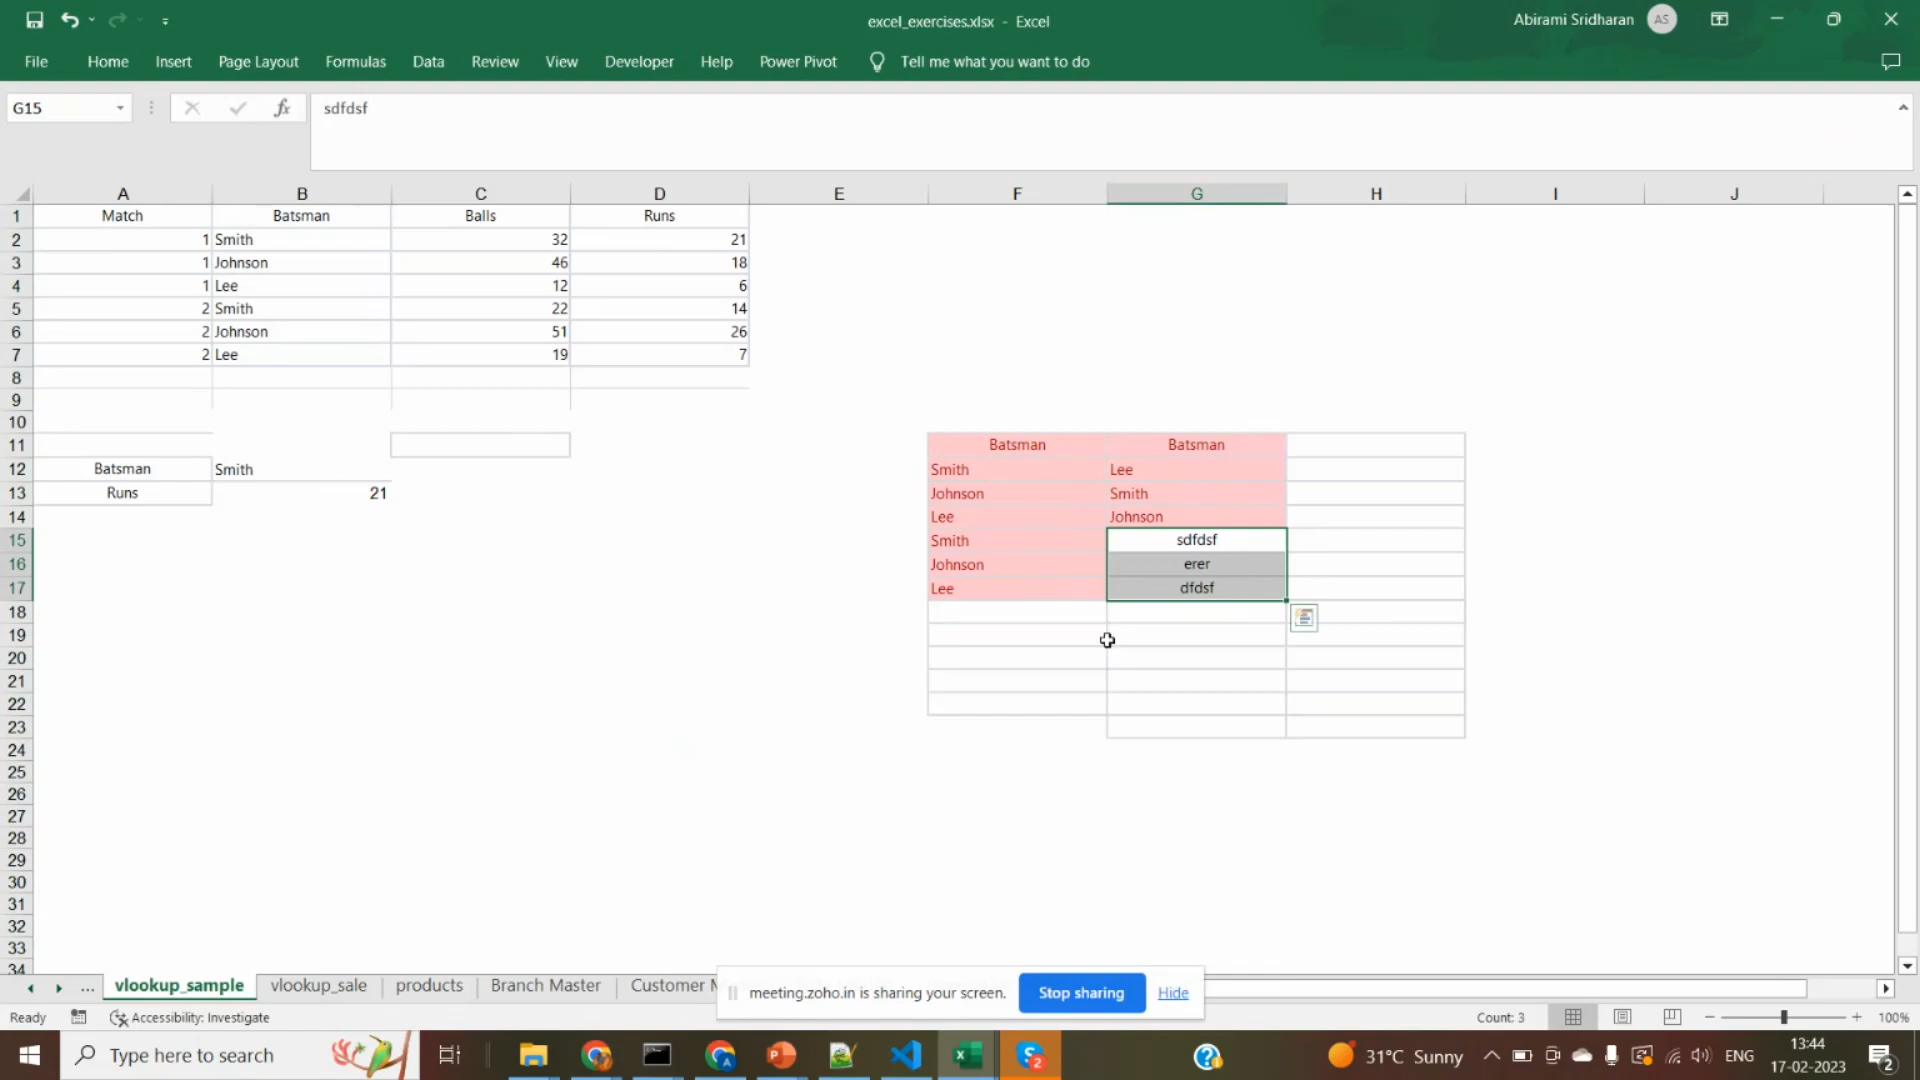 excel_exercises.xlsx - Excel
Abirami Sridharan AS
File Home Insert Page Layout Formulas Data Review View Developer Help Power Pivot Tell me what you want to do
G15 fx sdfdsf
A B C D E F G H I J
1 Match Batsman Balls Runs
2 1 Smith 32 21
3 1 Johnson 46 18
4 1 Lee 12 6
5 2 Smith 22 14
6 2 Johnson 51 26
7 2 Lee 19 7
8
9
10
11 Batsman Batsman
12 Batsman Smith Smith Lee
13 Runs 21 Johnson Smith
14 Lee Johnson
15 Smith sdfdsf
16 Johnson erer
17 Lee dfdsf
18
19
20
21
22
23
24
25
26
27
28
29
30
31
32
33
34
... vlookup_sample vlookup_sale products Branch Master Customer M
meeting.zoho.in is sharing your screen. Stop sharing Hide
Ready Accessibility: Investigate Count: 3 100%
Type here to search 31°C Sunny ENG 13:44
17-02-2023 2